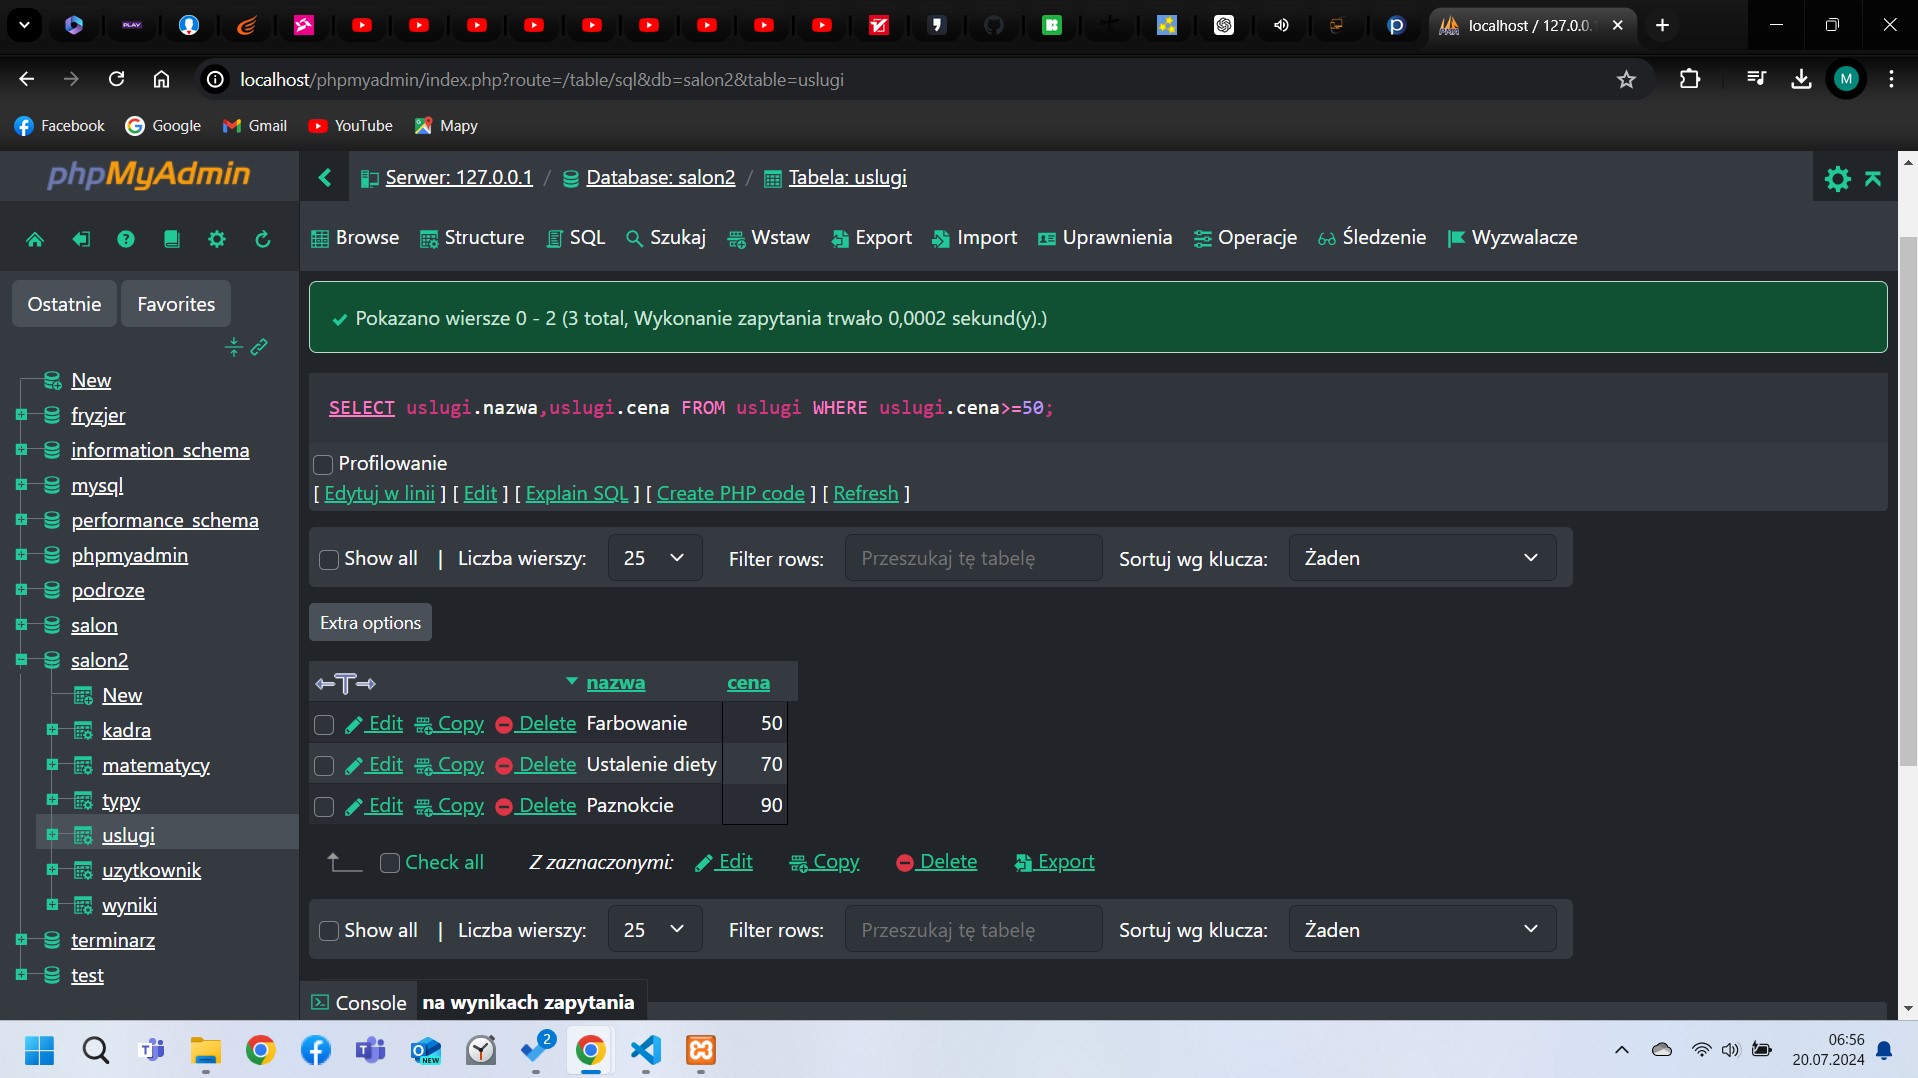 PLAY
localhost / 127.0.0.
localhost/phpmyadmin/index.php?route=/table/sql&db=salon2&table=uslugi
M
Facebook Google Gmail YouTube Mapy
phpMyAdmin
Serwer: 127.0.0.1 / Database: salon2 / Tabela: uslugi
Browse Structure SQL Szukaj Wstaw Export Import Uprawnienia Operacje Śledzenie Wyzwalacze
Ostatnie Favorites
New
fryzjer
information_schema
mysql
performance_schema
phpmyadmin
podroze
salon
salon2
New
kadra
matematycy
typy
uslugi
uzytkownik
wyniki
terminarz
test
Pokazano wiersze 0 - 2 (3 total, Wykonanie zapytania trwało 0,0002 sekund(y).)
SELECT uslugi.nazwa,uslugi.cena FROM uslugi WHERE uslugi.cena>=50;
Profilowanie
[ Edytuj w linii ] [ Edit ] [ Explain SQL ] [ Create PHP code ] [ Refresh ]
Show all | Liczba wierszy: 25 Filter rows: Przeszukaj tę tabelę Sortuj wg klucza: Żaden
Extra options
←T→ nazwa cena
Edit Copy Delete Farbowanie 50
Edit Copy Delete Ustalenie diety 70
Edit Copy Delete Paznokcie 90
Check all Z zaznaczonymi: Edit Copy Delete Export
Show all | Liczba wierszy: 25 Filter rows: Przeszukaj tę tabelę Sortuj wg klucza: Żaden
Console na wynikach zapytania
NEW
2
06:56
20.07.2024